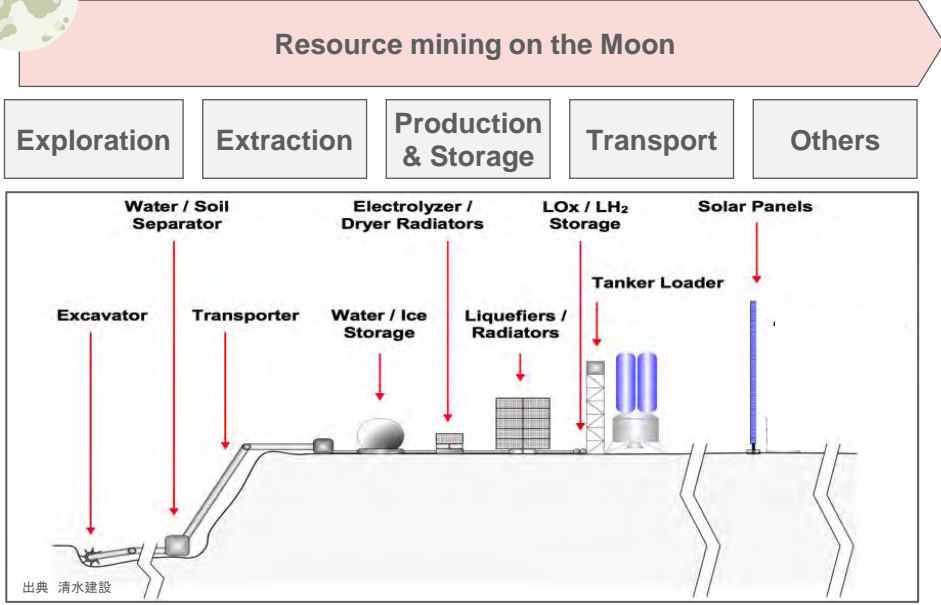 Resource mining on the Moon
Exploration
Extraction
Production
& Storage
Transport
Others
Water / Soil
Separator
Electrolyzer /
Dryer Radiators
LOx / LH₂
Storage
Solar Panels
Tanker Loader
Excavator
Transporter
Water / Ice
Storage
Liquefiers /
Radiators
出典 清水建設